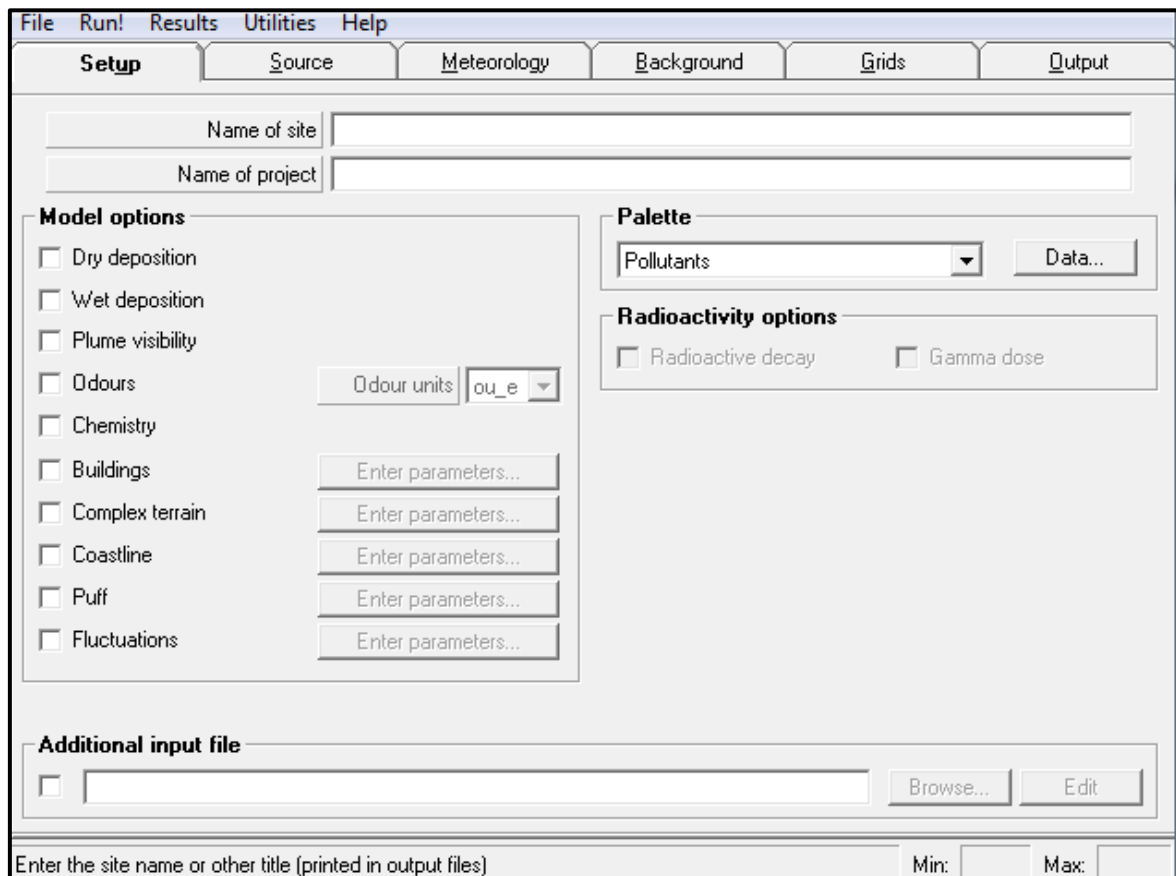 File Run! Results Utilities Help
Setup Source Meteorology Background Grids Output
Name of site
Name of project
Model options
Dry deposition
Wet deposition
Plume visibility
Odours Odour units ou_e
Chemistry
Buildings Enter parameters...
Complex terrain Enter parameters...
Coastline Enter parameters...
Puff Enter parameters...
Fluctuations Enter parameters...
Palette
Pollutants Data...
Radioactivity options
Radioactive decay Gamma dose
Additional input file
Browse... Edit
Enter the site name or other title (printed in output files) Min: Max: